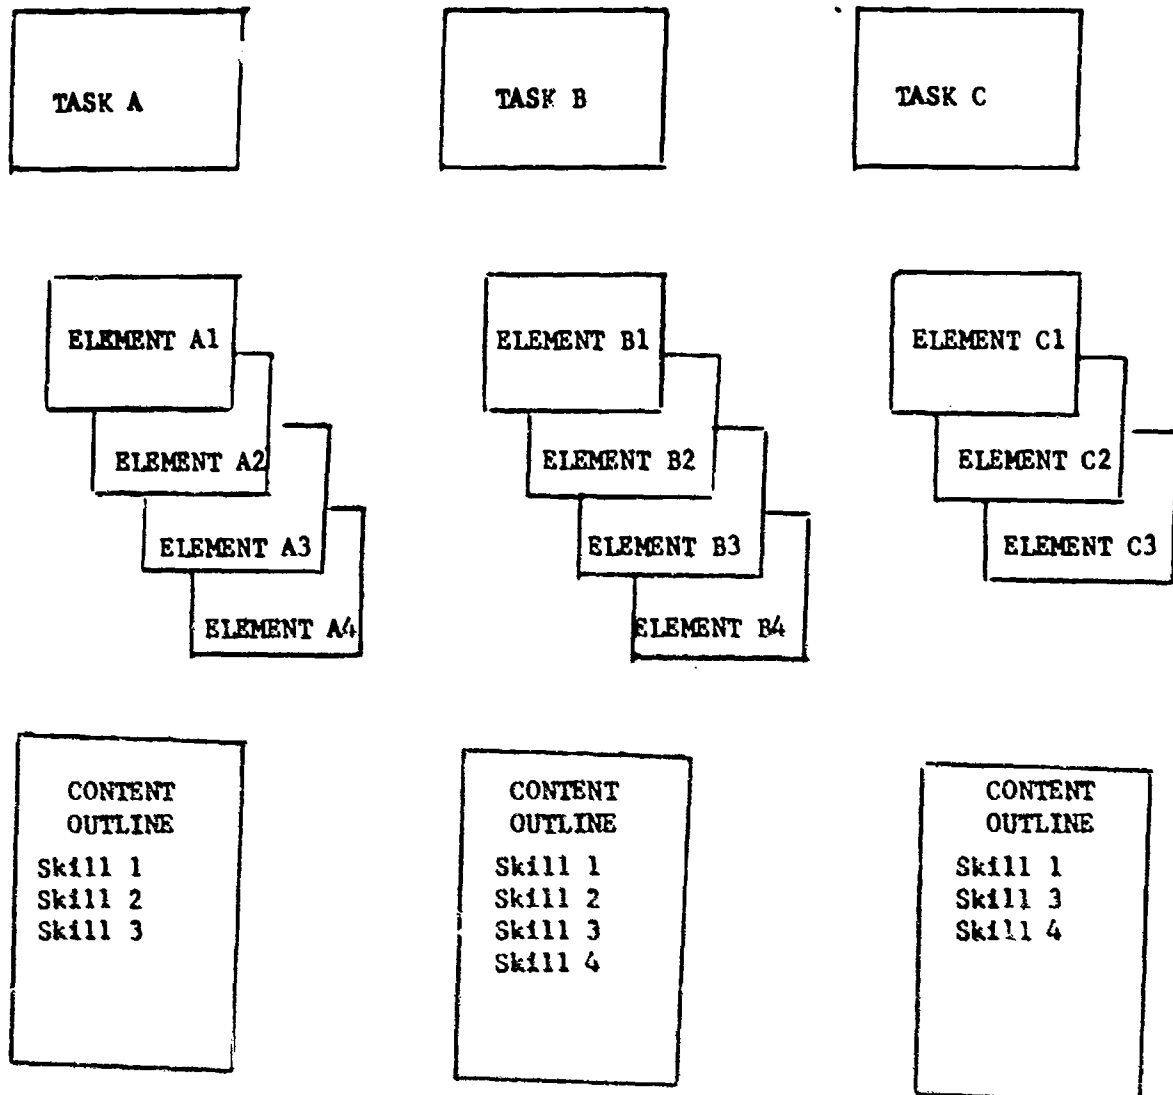 TASK A
TASK B
TASK C
ELEMENT A1
ELEMENT A2
ELEMENT A3
ELEMENT A4
ELEMENT B1
ELEMENT B2
ELEMENT B3
ELEMENT B4
ELEMENT C1
ELEMENT C2
ELEMENT C3
CONTENT
OUTLINE
Skill 1
Skill 2
Skill 3
CONTENT
OUTLINE
Skill 1
Skill 2
Skill 3
Skill 4
CONTENT
OUTLINE
Skill 1
Skill 3
Skill 4